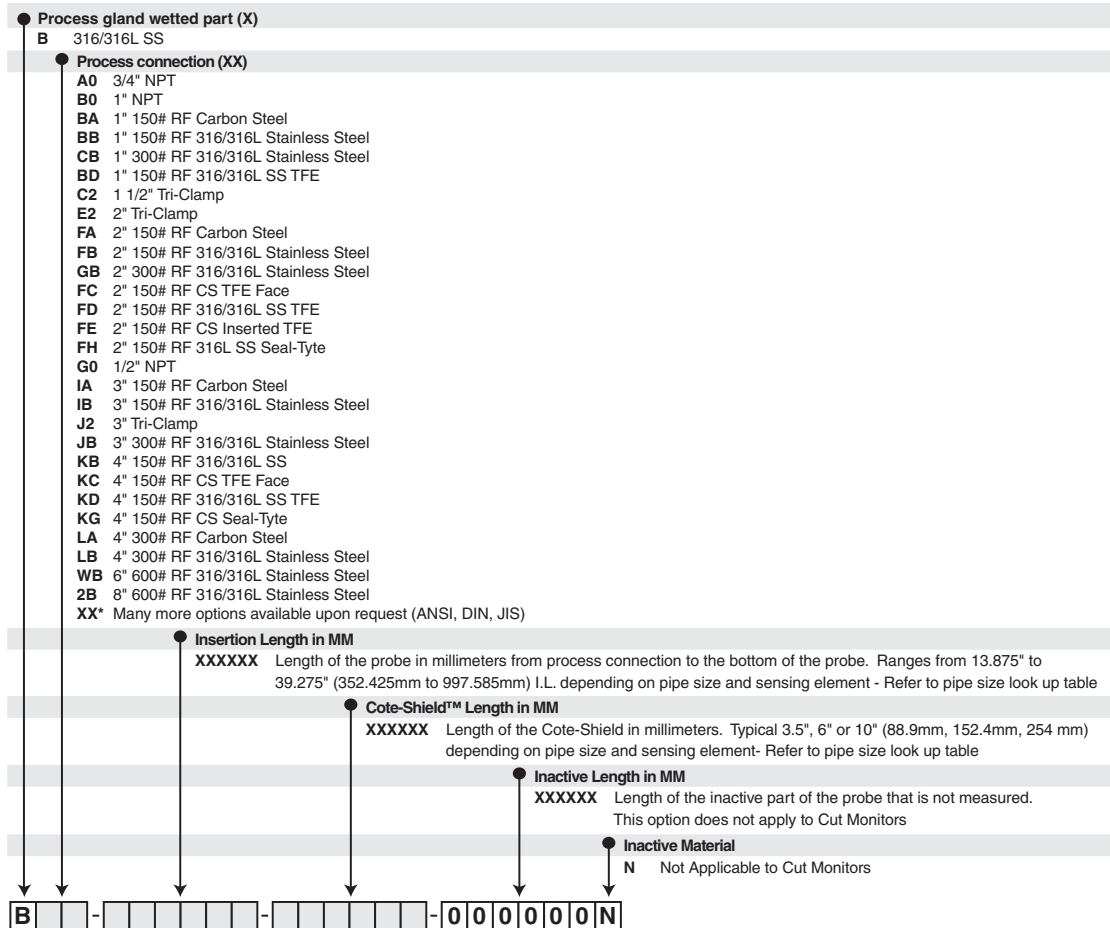 Process gland wetted part (X)
B 316/316L SS
Process connection (XX)
A0 3/4" NPT
B0 1" NPT
BA 1" 150# RF Carbon Steel
BB 1" 150# RF 316/316L Stainless Steel
CB 1" 300# RF 316/316L Stainless Steel
BD 1" 150# RF 316/316L SS TFE
C2 1 1/2" Tri-Clamp
E2 2" Tri-Clamp
FA 2" 150# RF Carbon Steel
FB 2" 150# RF 316/316L Stainless Steel
GB 2" 300# RF 316/316L Stainless Steel
FC 2" 150# RF CS TFE Face
FD 2" 150# RF 316/316L SS TFE
FE 2" 150# RF CS Inserted TFE
FH 2" 150# RF 316L SS Seal-Tyte
G0 1/2" NPT
IA 3" 150# RF Carbon Steel
IB 3" 150# RF 316/316L Stainless Steel
J2 3" Tri-Clamp
JB 3" 300# RF 316/316L Stainless Steel
KB 4" 150# RF 316/316L SS
KC 4" 150# RF CS TFE Face
KD 4" 150# RF 316/316L SS TFE
KG 4" 150# RF CS Seal-Tyte
LA 4" 300# RF Carbon Steel
LB 4" 300# RF 316/316L Stainless Steel
WB 6" 600# RF 316/316L Stainless Steel
2B 8" 600# RF 316/316L Stainless Steel
XX* Many more options available upon request (ANSI, DIN, JIS)
Insertion Length in MM
XXXXXX Length of the probe in millimeters from process connection to the bottom of the probe. Ranges from 13.875" to
39.275" (352.425mm to 997.585mm) I.L. depending on pipe size and sensing element - Refer to pipe size look up table
Cote-Shield™ Length in MM
XXXXXX Length of the Cote-Shield in millimeters. Typical 3.5", 6" or 10" (88.9mm, 152.4mm, 254 mm)
depending on pipe size and sensing element- Refer to pipe size look up table
Inactive Length in MM
XXXXXX Length of the inactive part of the probe that is not measured.
This option does not apply to Cut Monitors
Inactive Material
N Not Applicable to Cut Monitors
B - - - 0 0 0 0 0 0 N